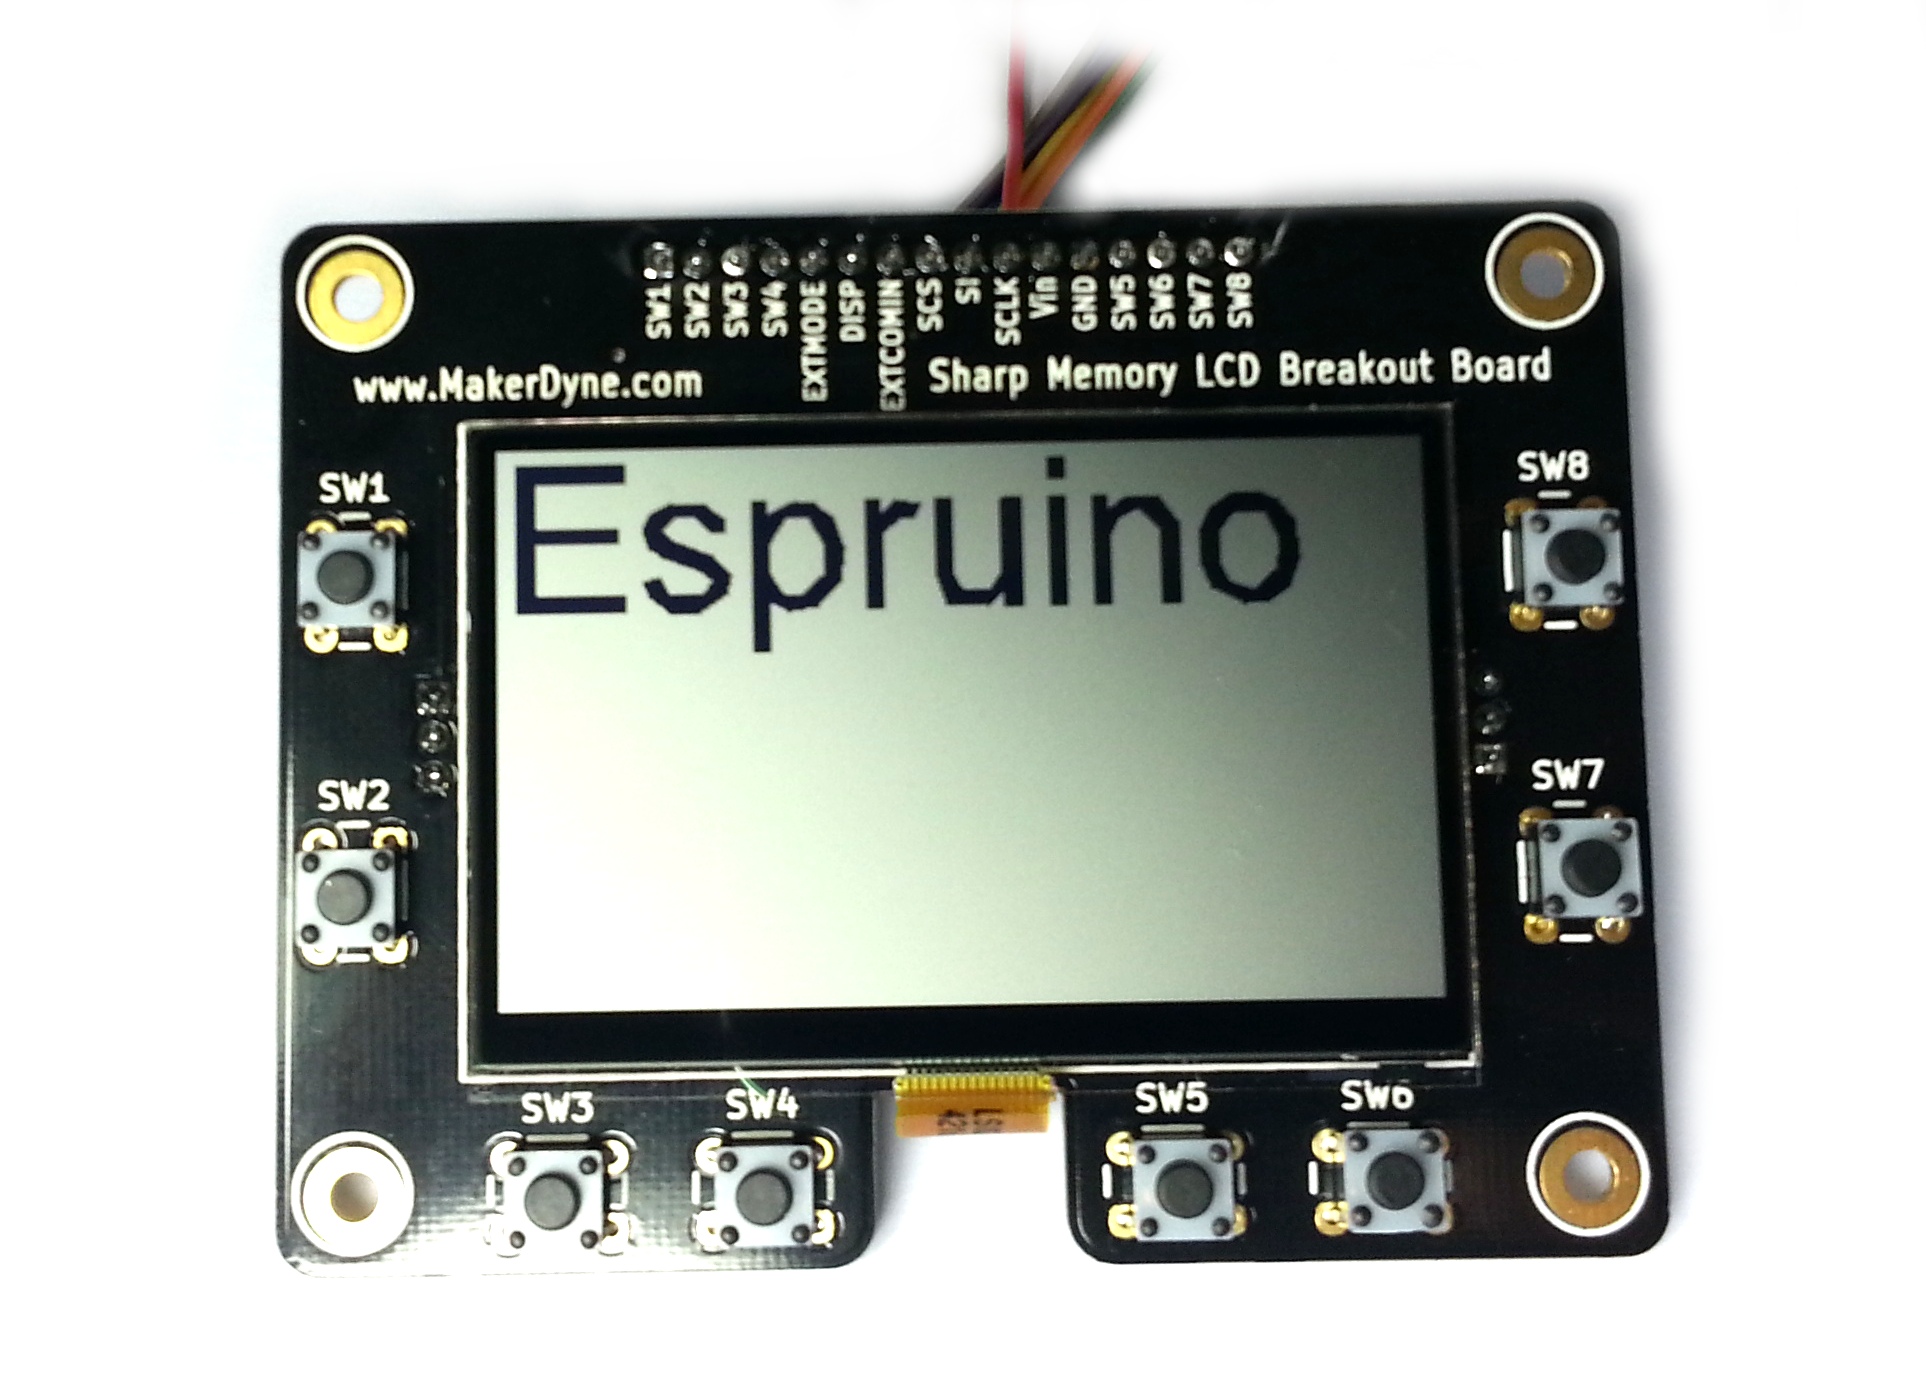 SW1 SW2 SW3 SW4 EXTMODE DISP EXTCOMIN SCS SI SCLK Vin GND SW5 SW6 SW7 SW8
www.MakerDyne.com
Sharp Memory LCD Breakout Board
Espruino
SW1
SW8
SW2
SW7
SW3
SW4
SW5
SW6